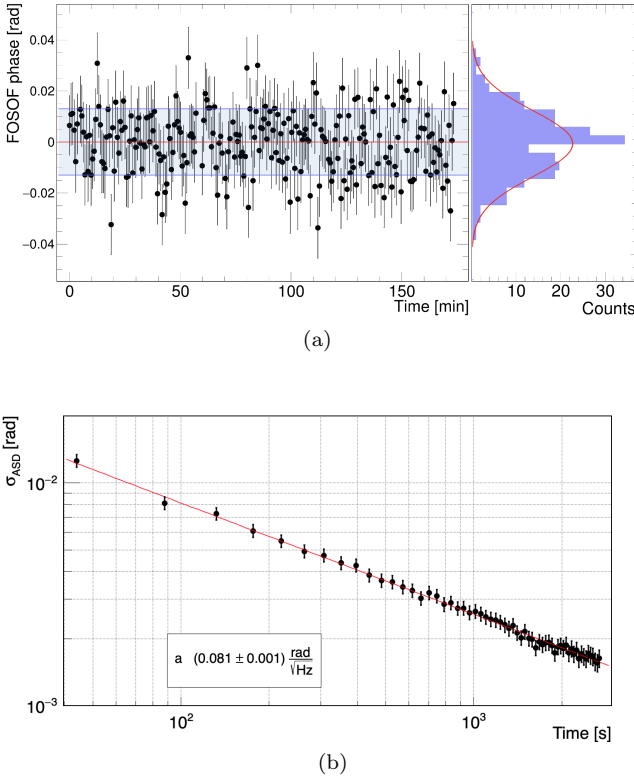 FOSOF phase [rad]
0.04
0.02
0
−0.02
−0.04
0 50 100 150
Time [min]
10 20 30
Counts
(a)
σ_ASD [rad]
10⁻²
10⁻³
a (0.081 ± 0.001) rad/√Hz
10² 10³
Time [s]
(b)